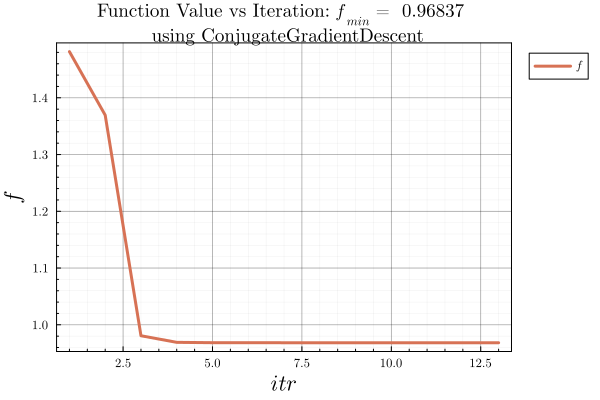 Function Value vs Iteration: f_min = 0.96837
using ConjugateGradientDescent
f
1.4
1.3
f
1.2
1.1
1.0
2.5 5.0 7.5 10.0 12.5
itr